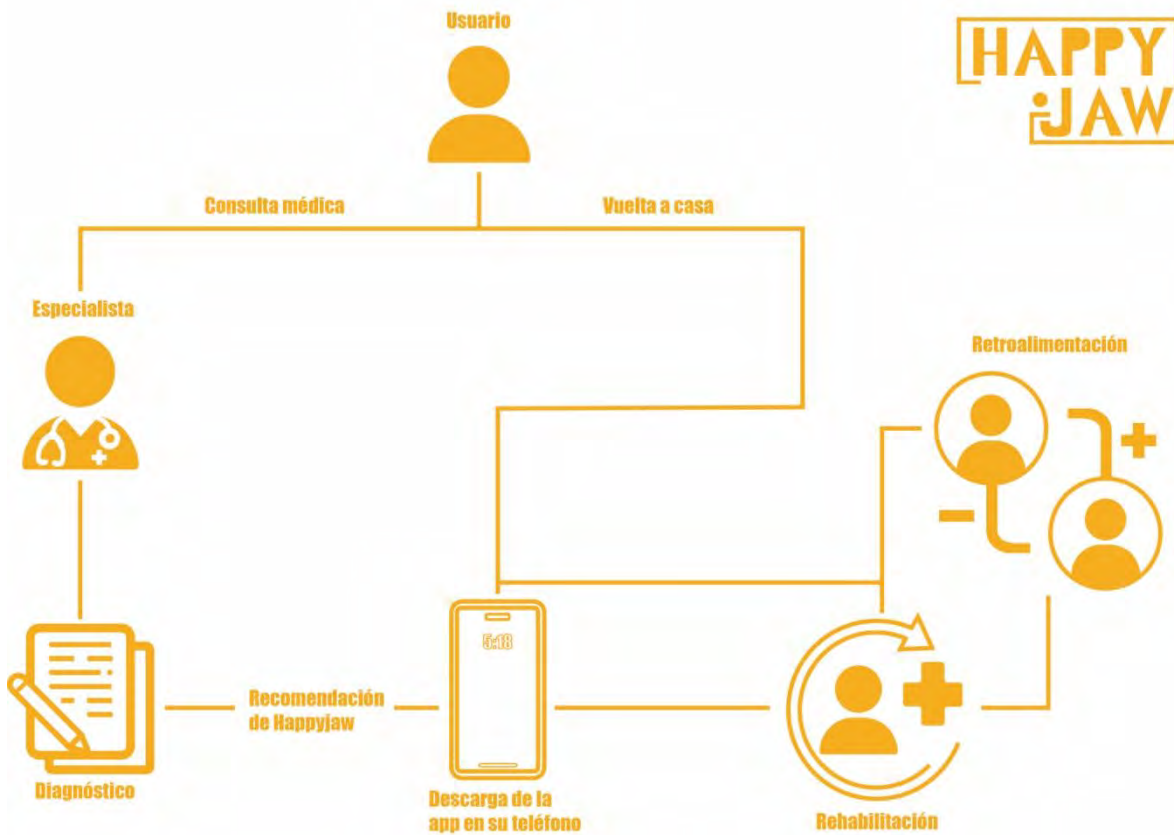 Usuario
HAPPY
JAW
Consulta médica
Vuelta a casa
Especialista
Retroalimentación
5:18
Recomendación
de Happyjaw
Diagnóstico
Descarga de la
app en su teléfono
Rehabilitación